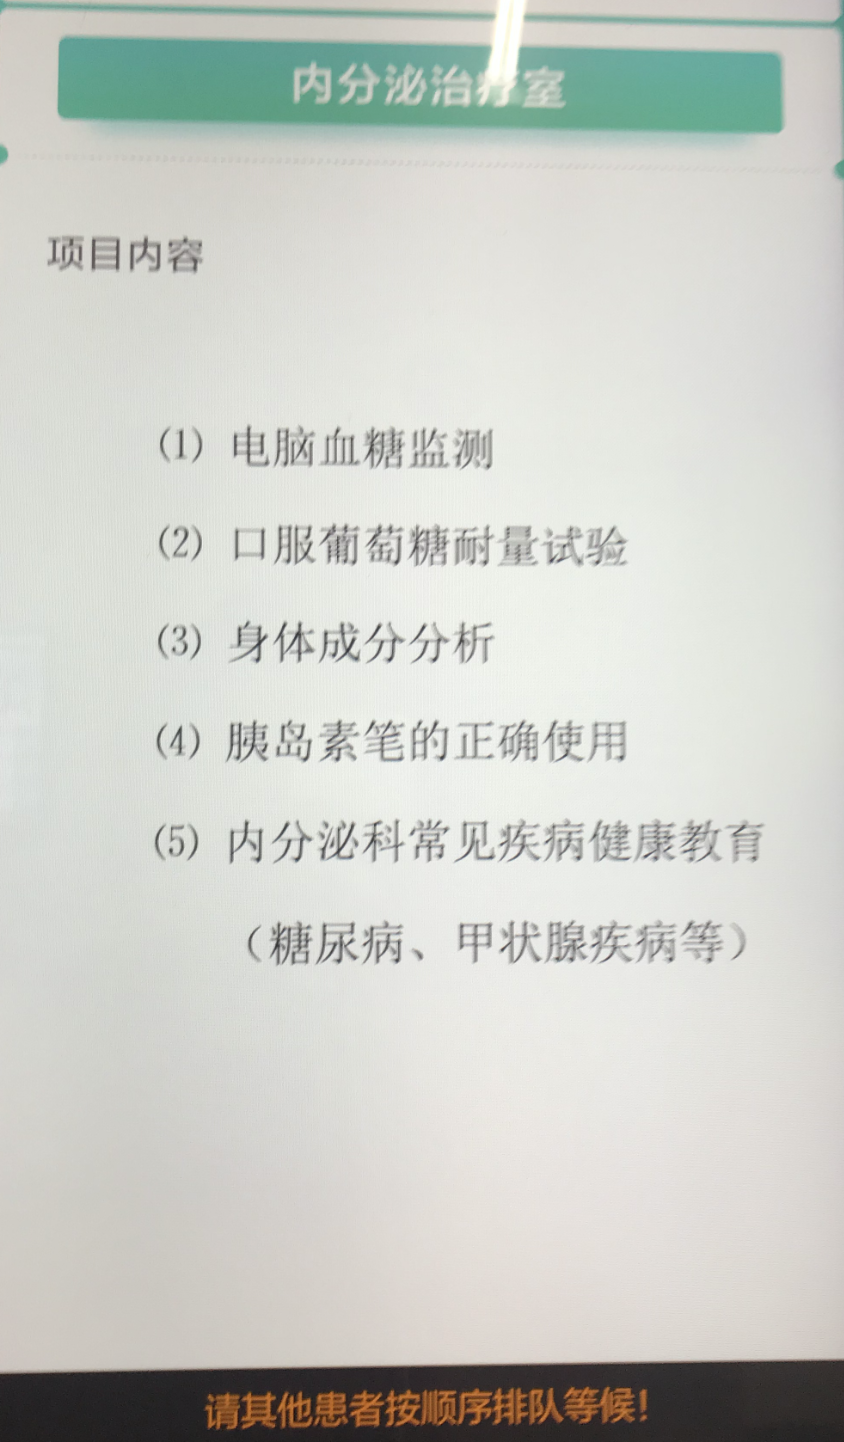 内分泌治疗室
项目内容
(1) 电脑血糖监测
(2) 口服葡萄糖耐量试验
(3) 身体成分分析
(4) 胰岛素笔的正确使用
(5) 内分泌科常见疾病健康教育
（糖尿病、甲状腺疾病等）
请其他患者按顺序排队等候！